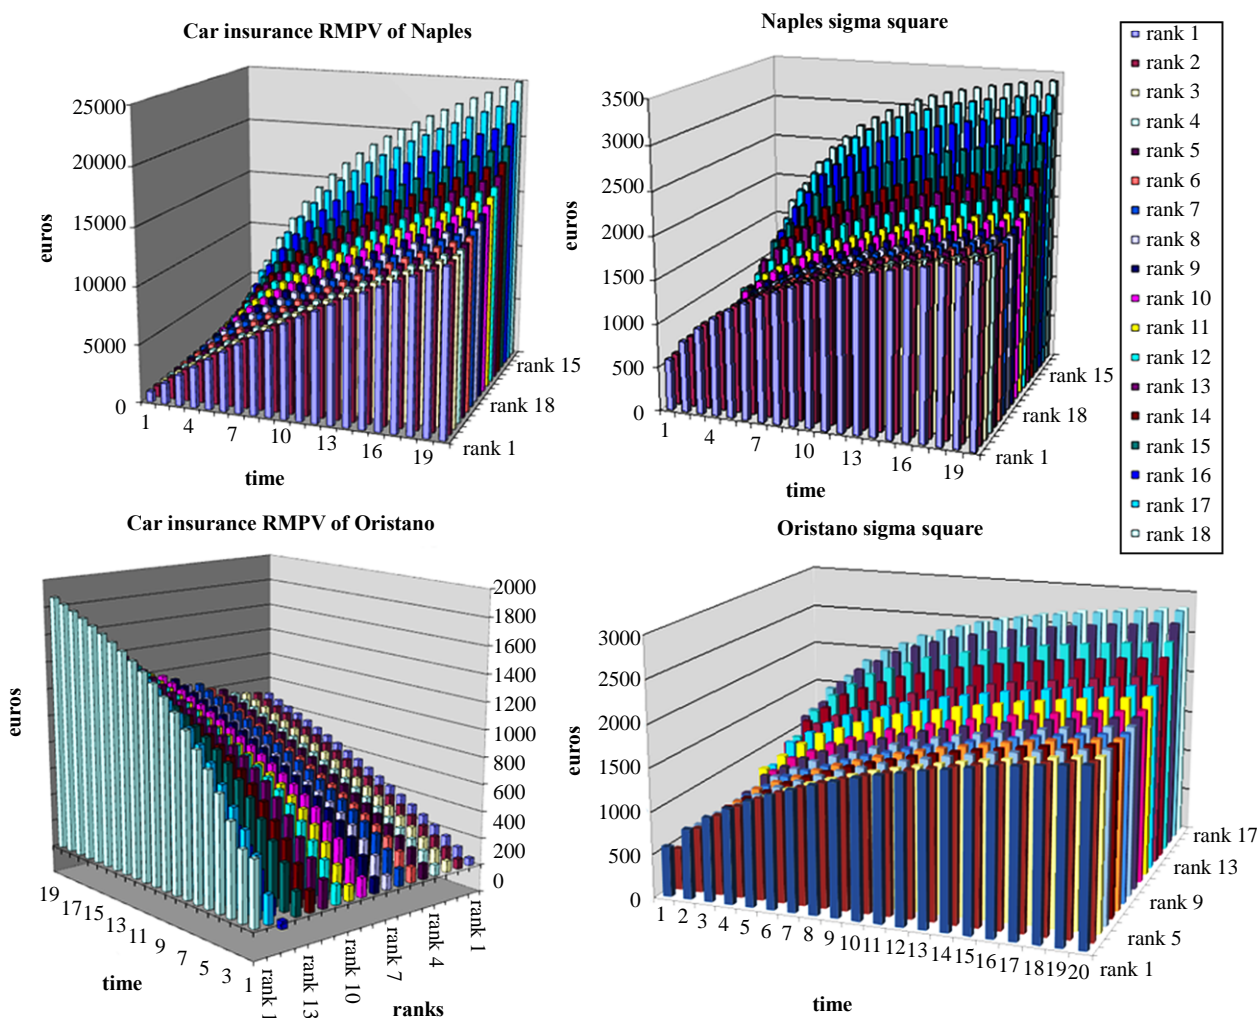 Car insurance RMPV of Naples
25000
20000
15000
10000
5000
0
euros
1
4
7
10
13
16
19
time
rank 1
rank 18
rank 15
Naples sigma square
3500
3000
2500
2000
1500
1000
500
0
euros
1
4
7
10
13
16
19
time
rank 1
rank 18
rank 15
rank 1
rank 2
rank 3
rank 4
rank 5
rank 6
rank 7
rank 8
rank 9
rank 10
rank 11
rank 12
rank 13
rank 14
rank 15
rank 16
rank 17
rank 18
Car insurance RMPV of Oristano
2000
1800
1600
1400
1200
1000
800
600
400
200
0
euros
19
17
15
13
11
9
7
5
3
1
time
rank 1
rank 13
rank 10
rank 7
rank 4
rank 1
ranks
Oristano sigma square
3000
2500
2000
1500
1000
500
0
euros
1
2
3
4
5
6
7
8
9
10
11
12
13
14
15
16
17
18
19
20
time
rank 1
rank 5
rank 9
rank 13
rank 17